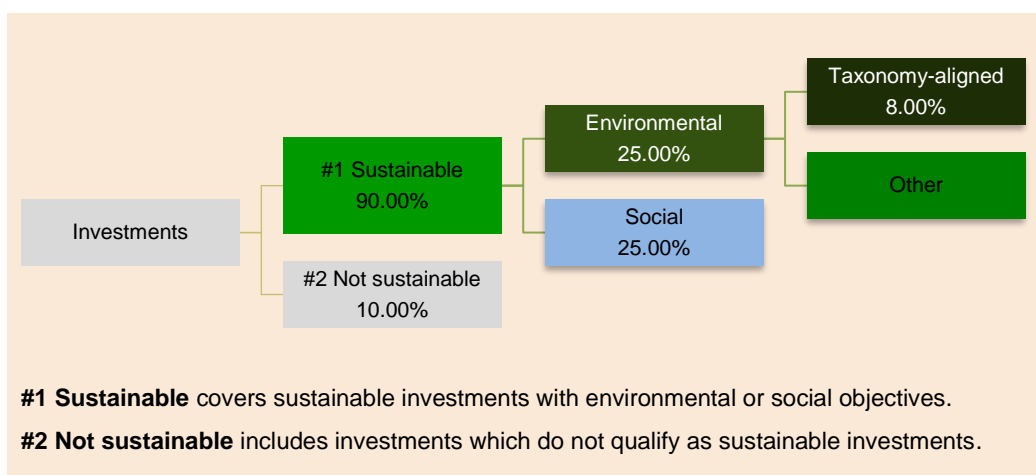 Investments
#1 Sustainable
90.00%
#2 Not sustainable
10.00%
Environmental
25.00%
Social
25.00%
Taxonomy-aligned
8.00%
Other
#1 Sustainable covers sustainable investments with environmental or social objectives.
#2 Not sustainable includes investments which do not qualify as sustainable investments.